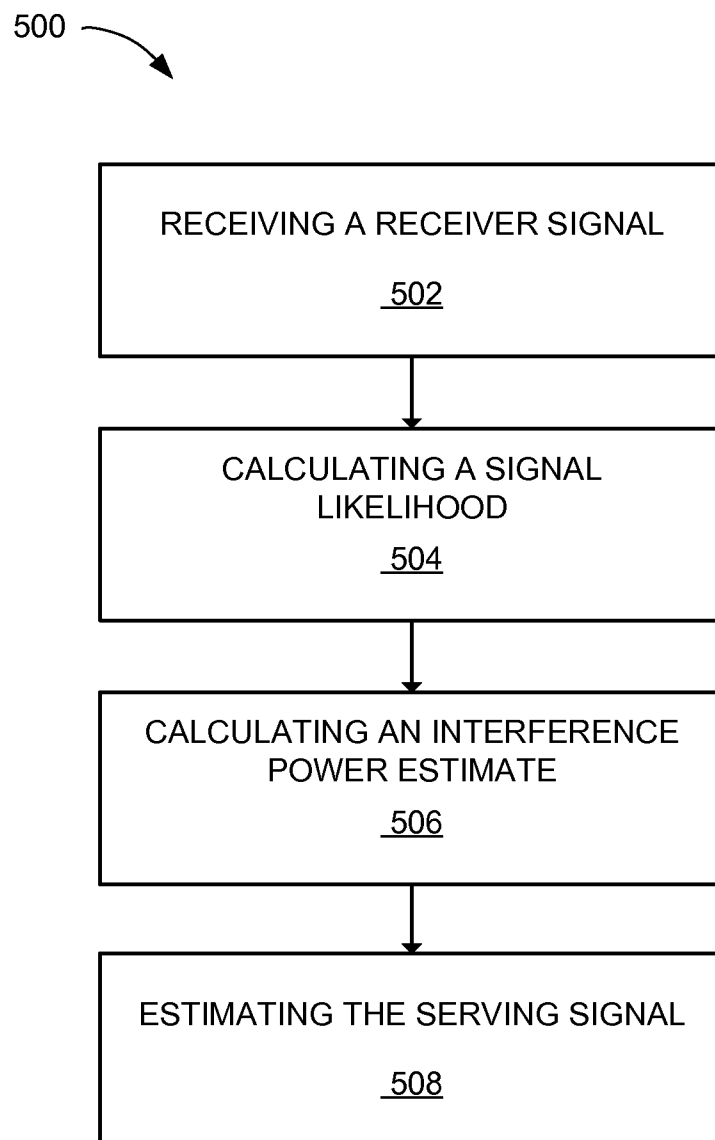 500
RECEIVING A RECEIVER SIGNAL
502
CALCULATING A SIGNAL
LIKELIHOOD
504
CALCULATING AN INTERFERENCE
POWER ESTIMATE
506
ESTIMATING THE SERVING SIGNAL
508